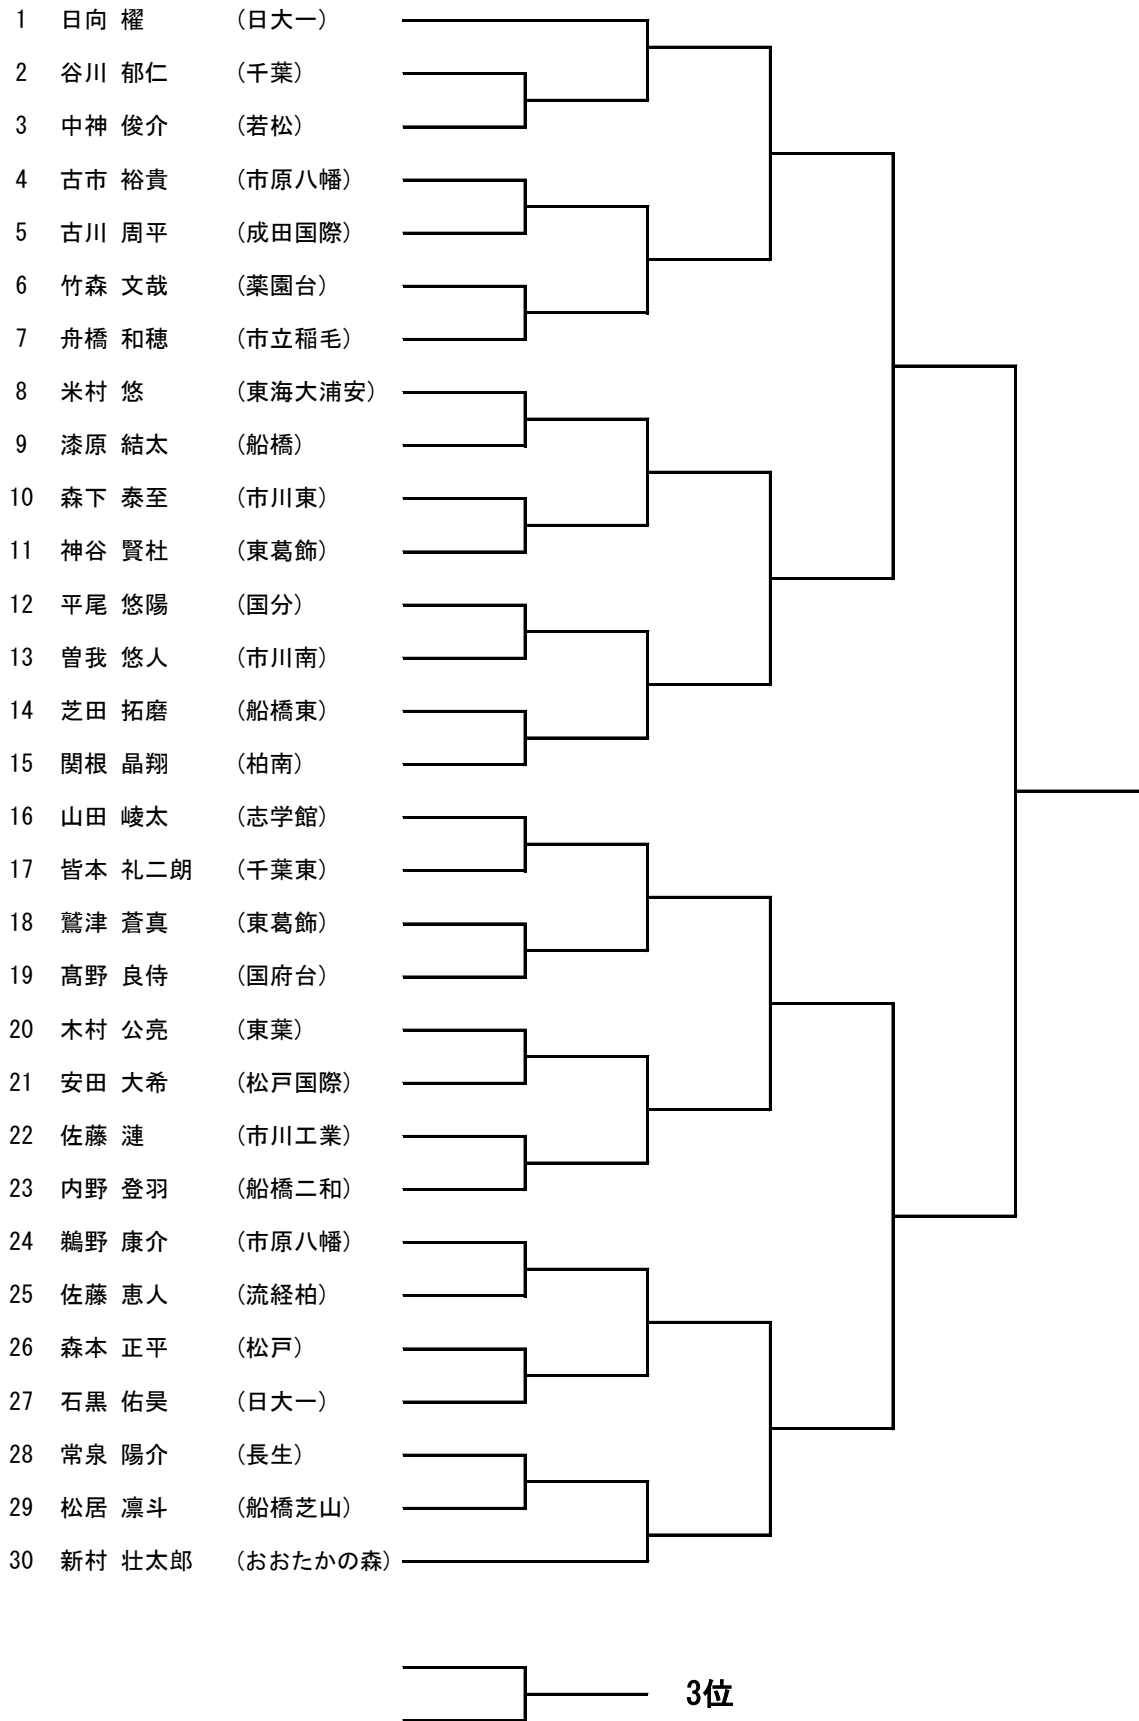 1 日向 櫂 (日大一)
2 谷川 郁仁 (千葉)
3 中神 俊介 (若松)
4 古市 裕貴 (市原八幡)
5 古川 周平 (成田国際)
6 竹森 文哉 (薬園台)
7 舟橋 和穂 (市立稲毛)
8 米村 悠 (東海大浦安)
9 漆原 結太 (船橋)
10 森下 泰至 (市川東)
11 神谷 賢杜 (東葛飾)
12 平尾 悠陽 (国分)
13 曽我 悠人 (市川南)
14 芝田 拓磨 (船橋東)
15 関根 晶翔 (柏南)
16 山田 崚太 (志学館)
17 皆本 礼二朗 (千葉東)
18 鷲津 蒼真 (東葛飾)
19 髙野 良侍 (国府台)
20 木村 公亮 (東葉)
21 安田 大希 (松戸国際)
22 佐藤 漣 (市川工業)
23 内野 登羽 (船橋二和)
24 鵜野 康介 (市原八幡)
25 佐藤 恵人 (流経柏)
26 森本 正平 (松戸)
27 石黒 佑昊 (日大一)
28 常泉 陽介 (長生)
29 松居 凛斗 (船橋芝山)
30 新村 壮太郎 (おおたかの森)
3位